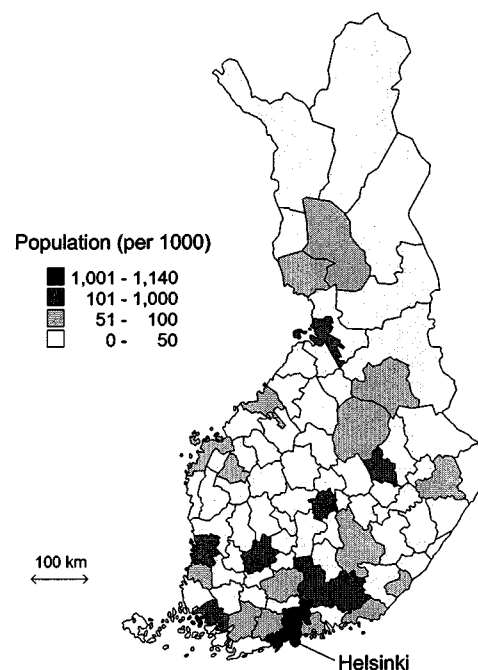 Population (per 1000)
1,001 - 1,140
101 - 1,000
51 - 100
0 - 50
100 km
Helsinki